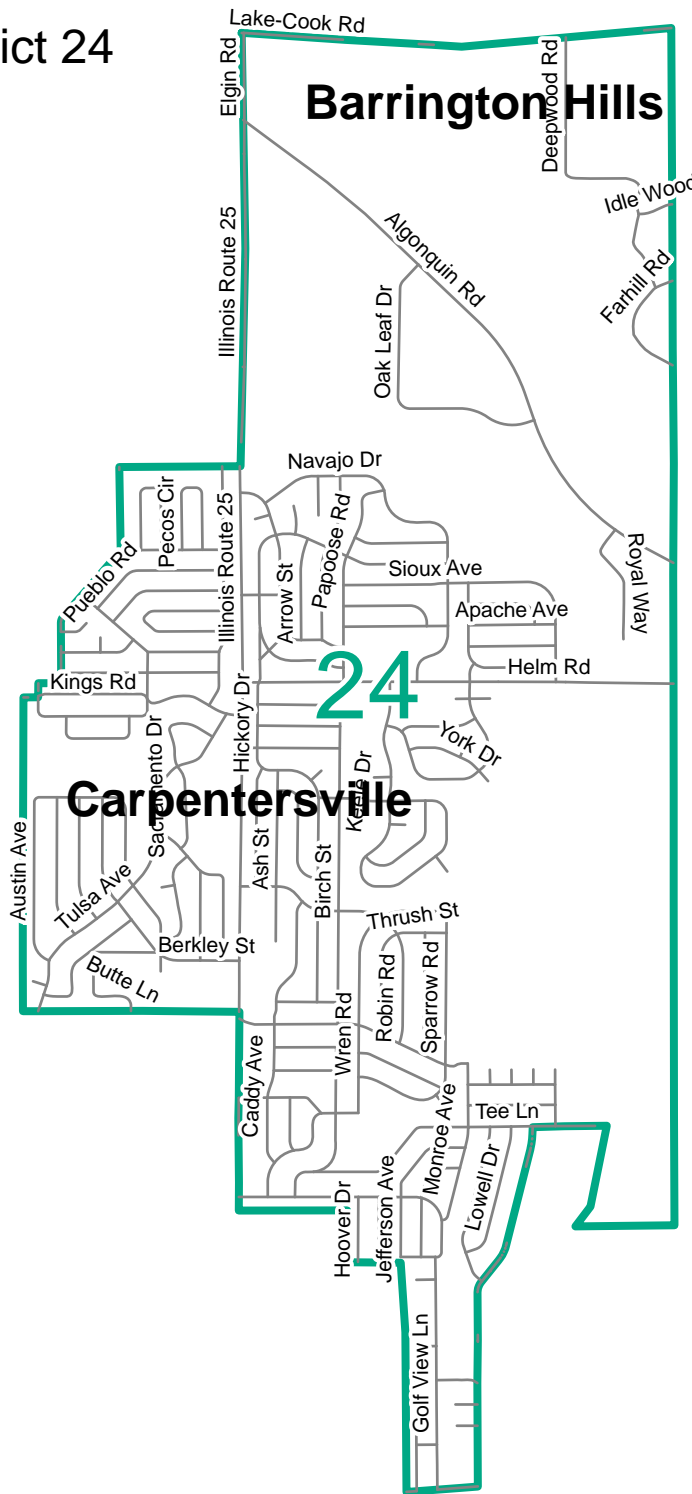 Lake-Cook Rd
ict 24
Elgin Rd
Barrington Hills
Deepwood Rd
Idle Wood
Illinois Route 25
Algonquin Rd
Farhill Rd
Oak Leaf Dr
Navajo Dr
Pecos Cir
Illinois Route 25
Papoose Rd
Pueblo Rd
Arrow St
Sioux Ave
Royal Way
Apache Ave
Helm Rd
Kings Rd
24
Hickory Dr
Sacramento Dr
York Dr
Keele Dr
Carpentersville
Austin Ave
Ash St
Birch St
Tulsa Ave
Thrush St
Berkley St
Butte Ln
Robin Rd
Sparrow Rd
Wren Rd
Caddy Ave
Tee Ln
Monroe Ave
Lowell Dr
Hoover Dr
Jefferson Ave
Golf View Ln